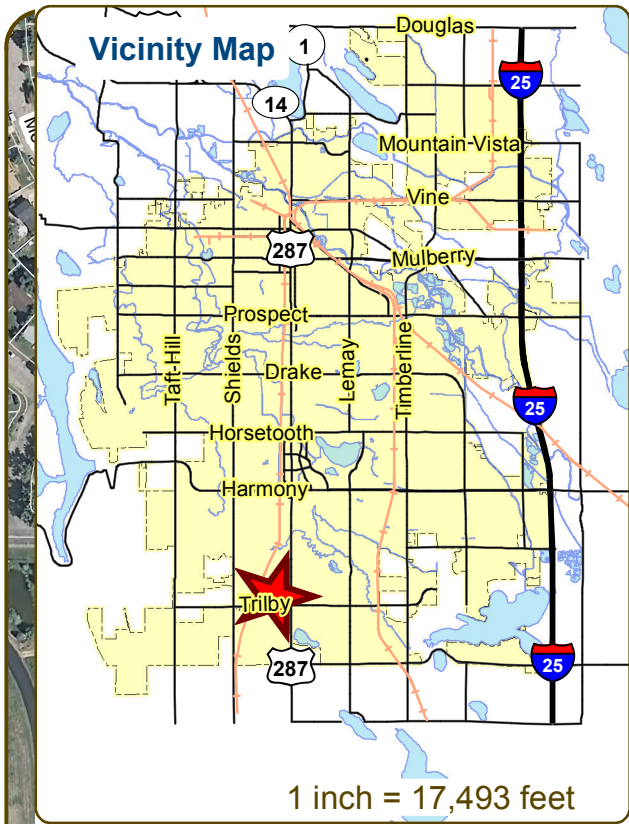 Douglas
Vicinity Map
1
25
14
Mountain-Vista
Vine
287
Mulberry
Prospect
Taft-Hill
Shields
Drake
Lemay
Timberline
25
Horsetooth
Harmony
Trilby
287
25
1 inch = 17,493 feet